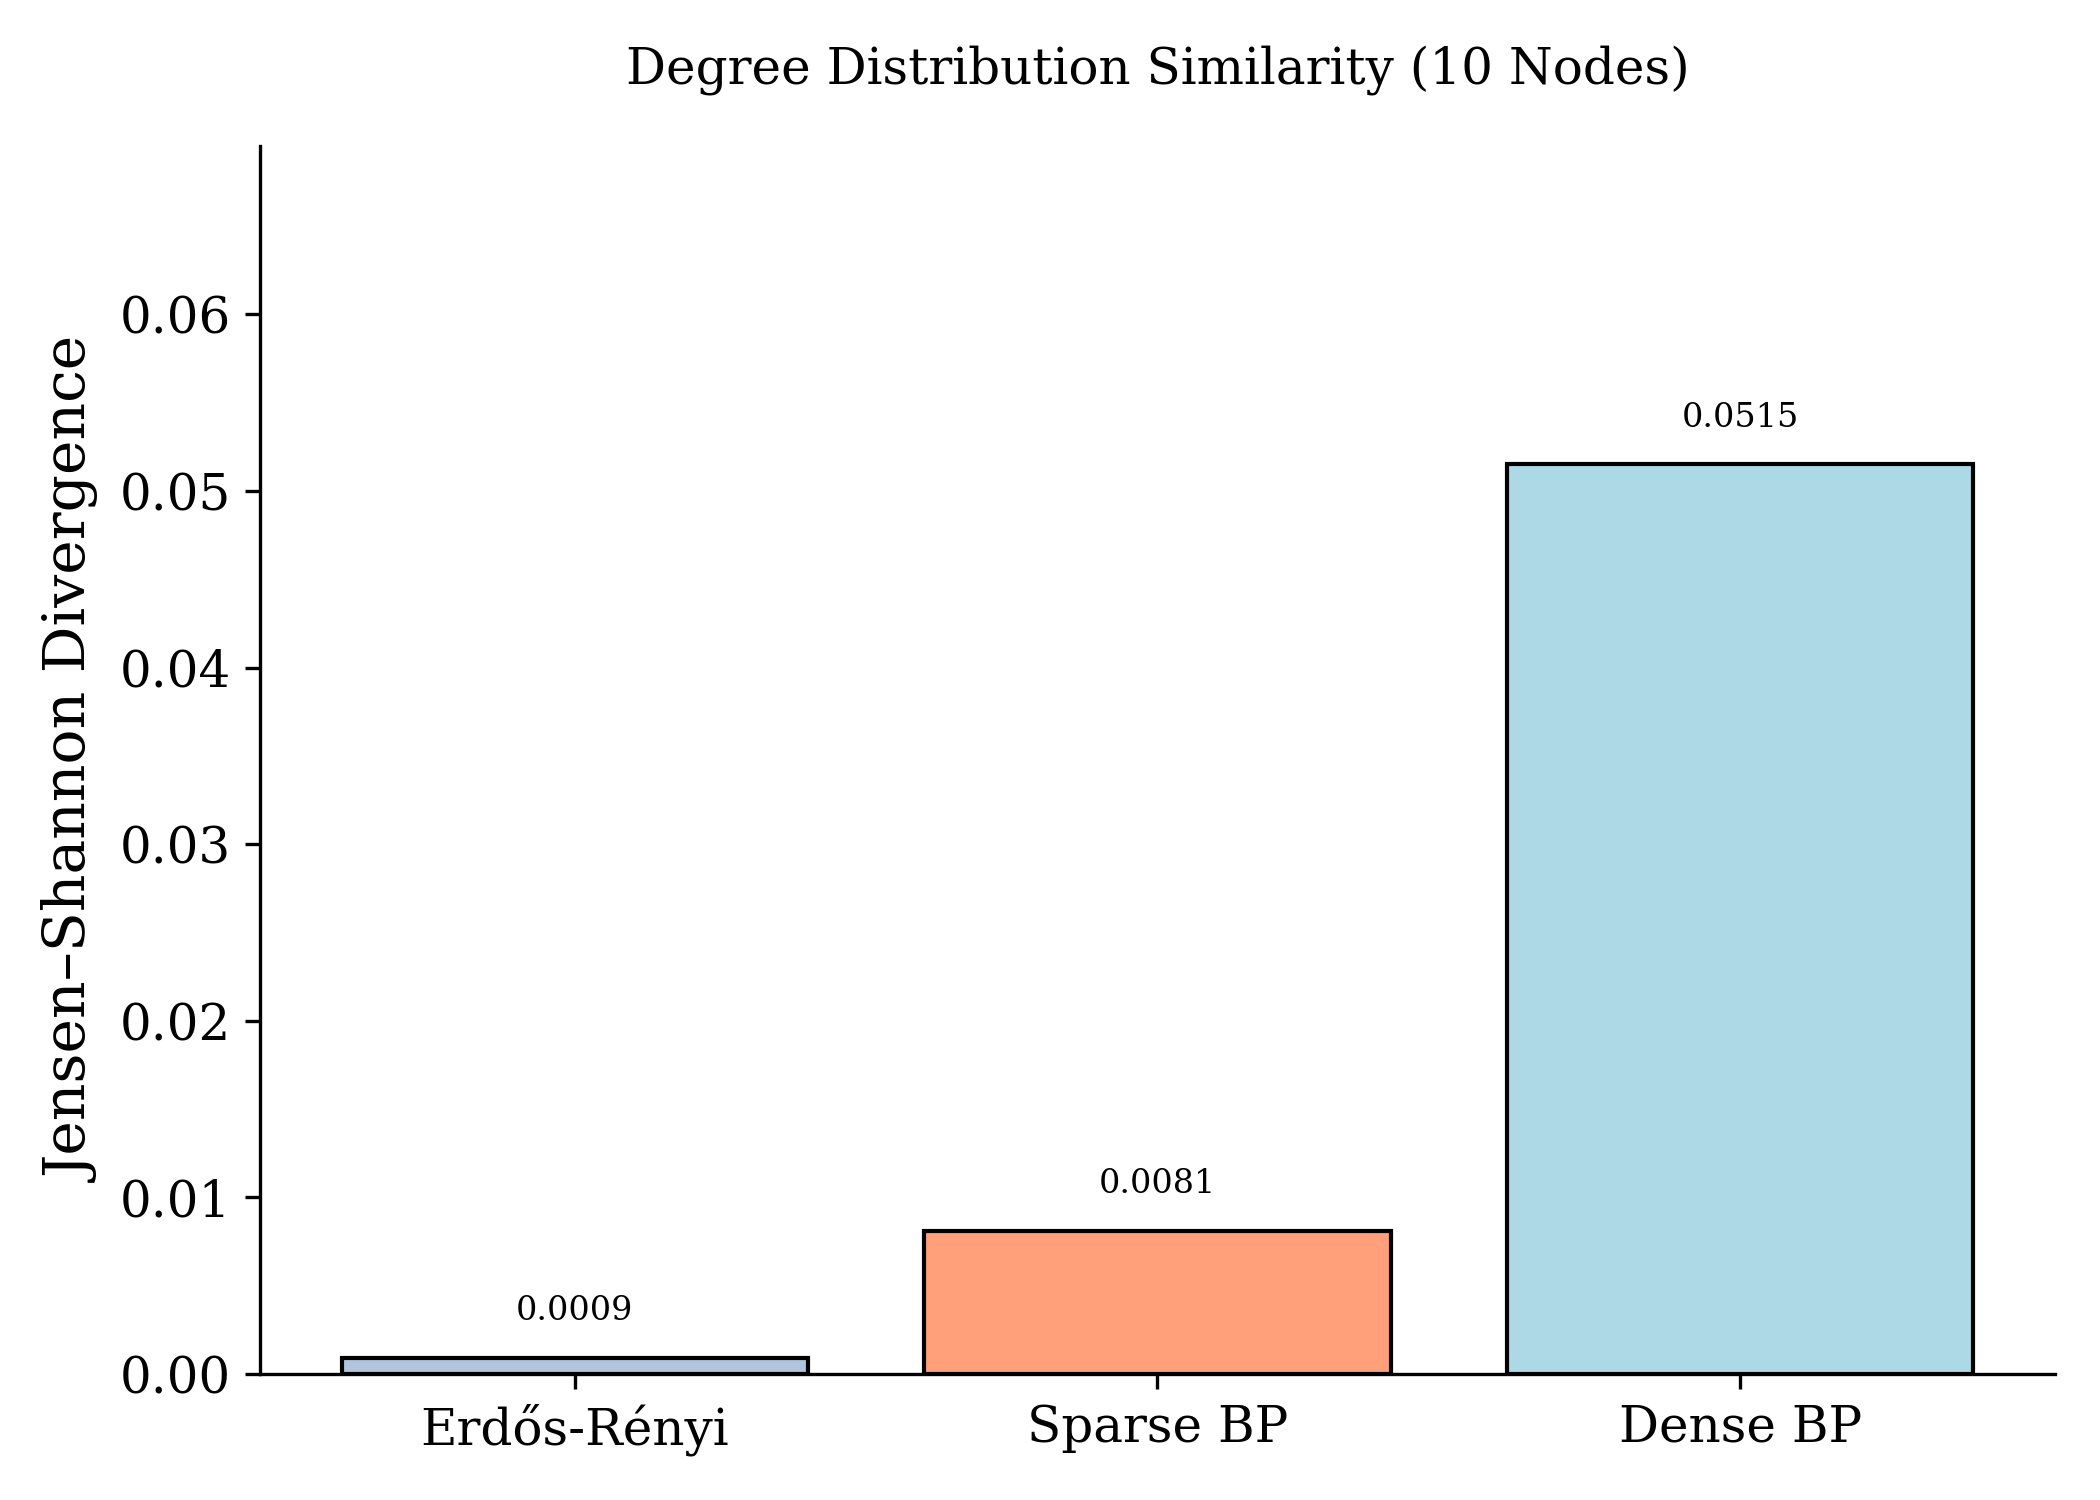 Degree Distribution Similarity (10 Nodes)
Jensen–Shannon Divergence
0.06
0.05
0.04
0.03
0.02
0.01
0.00
0.0009
0.0081
0.0515
Erdős-Rényi
Sparse BP
Dense BP